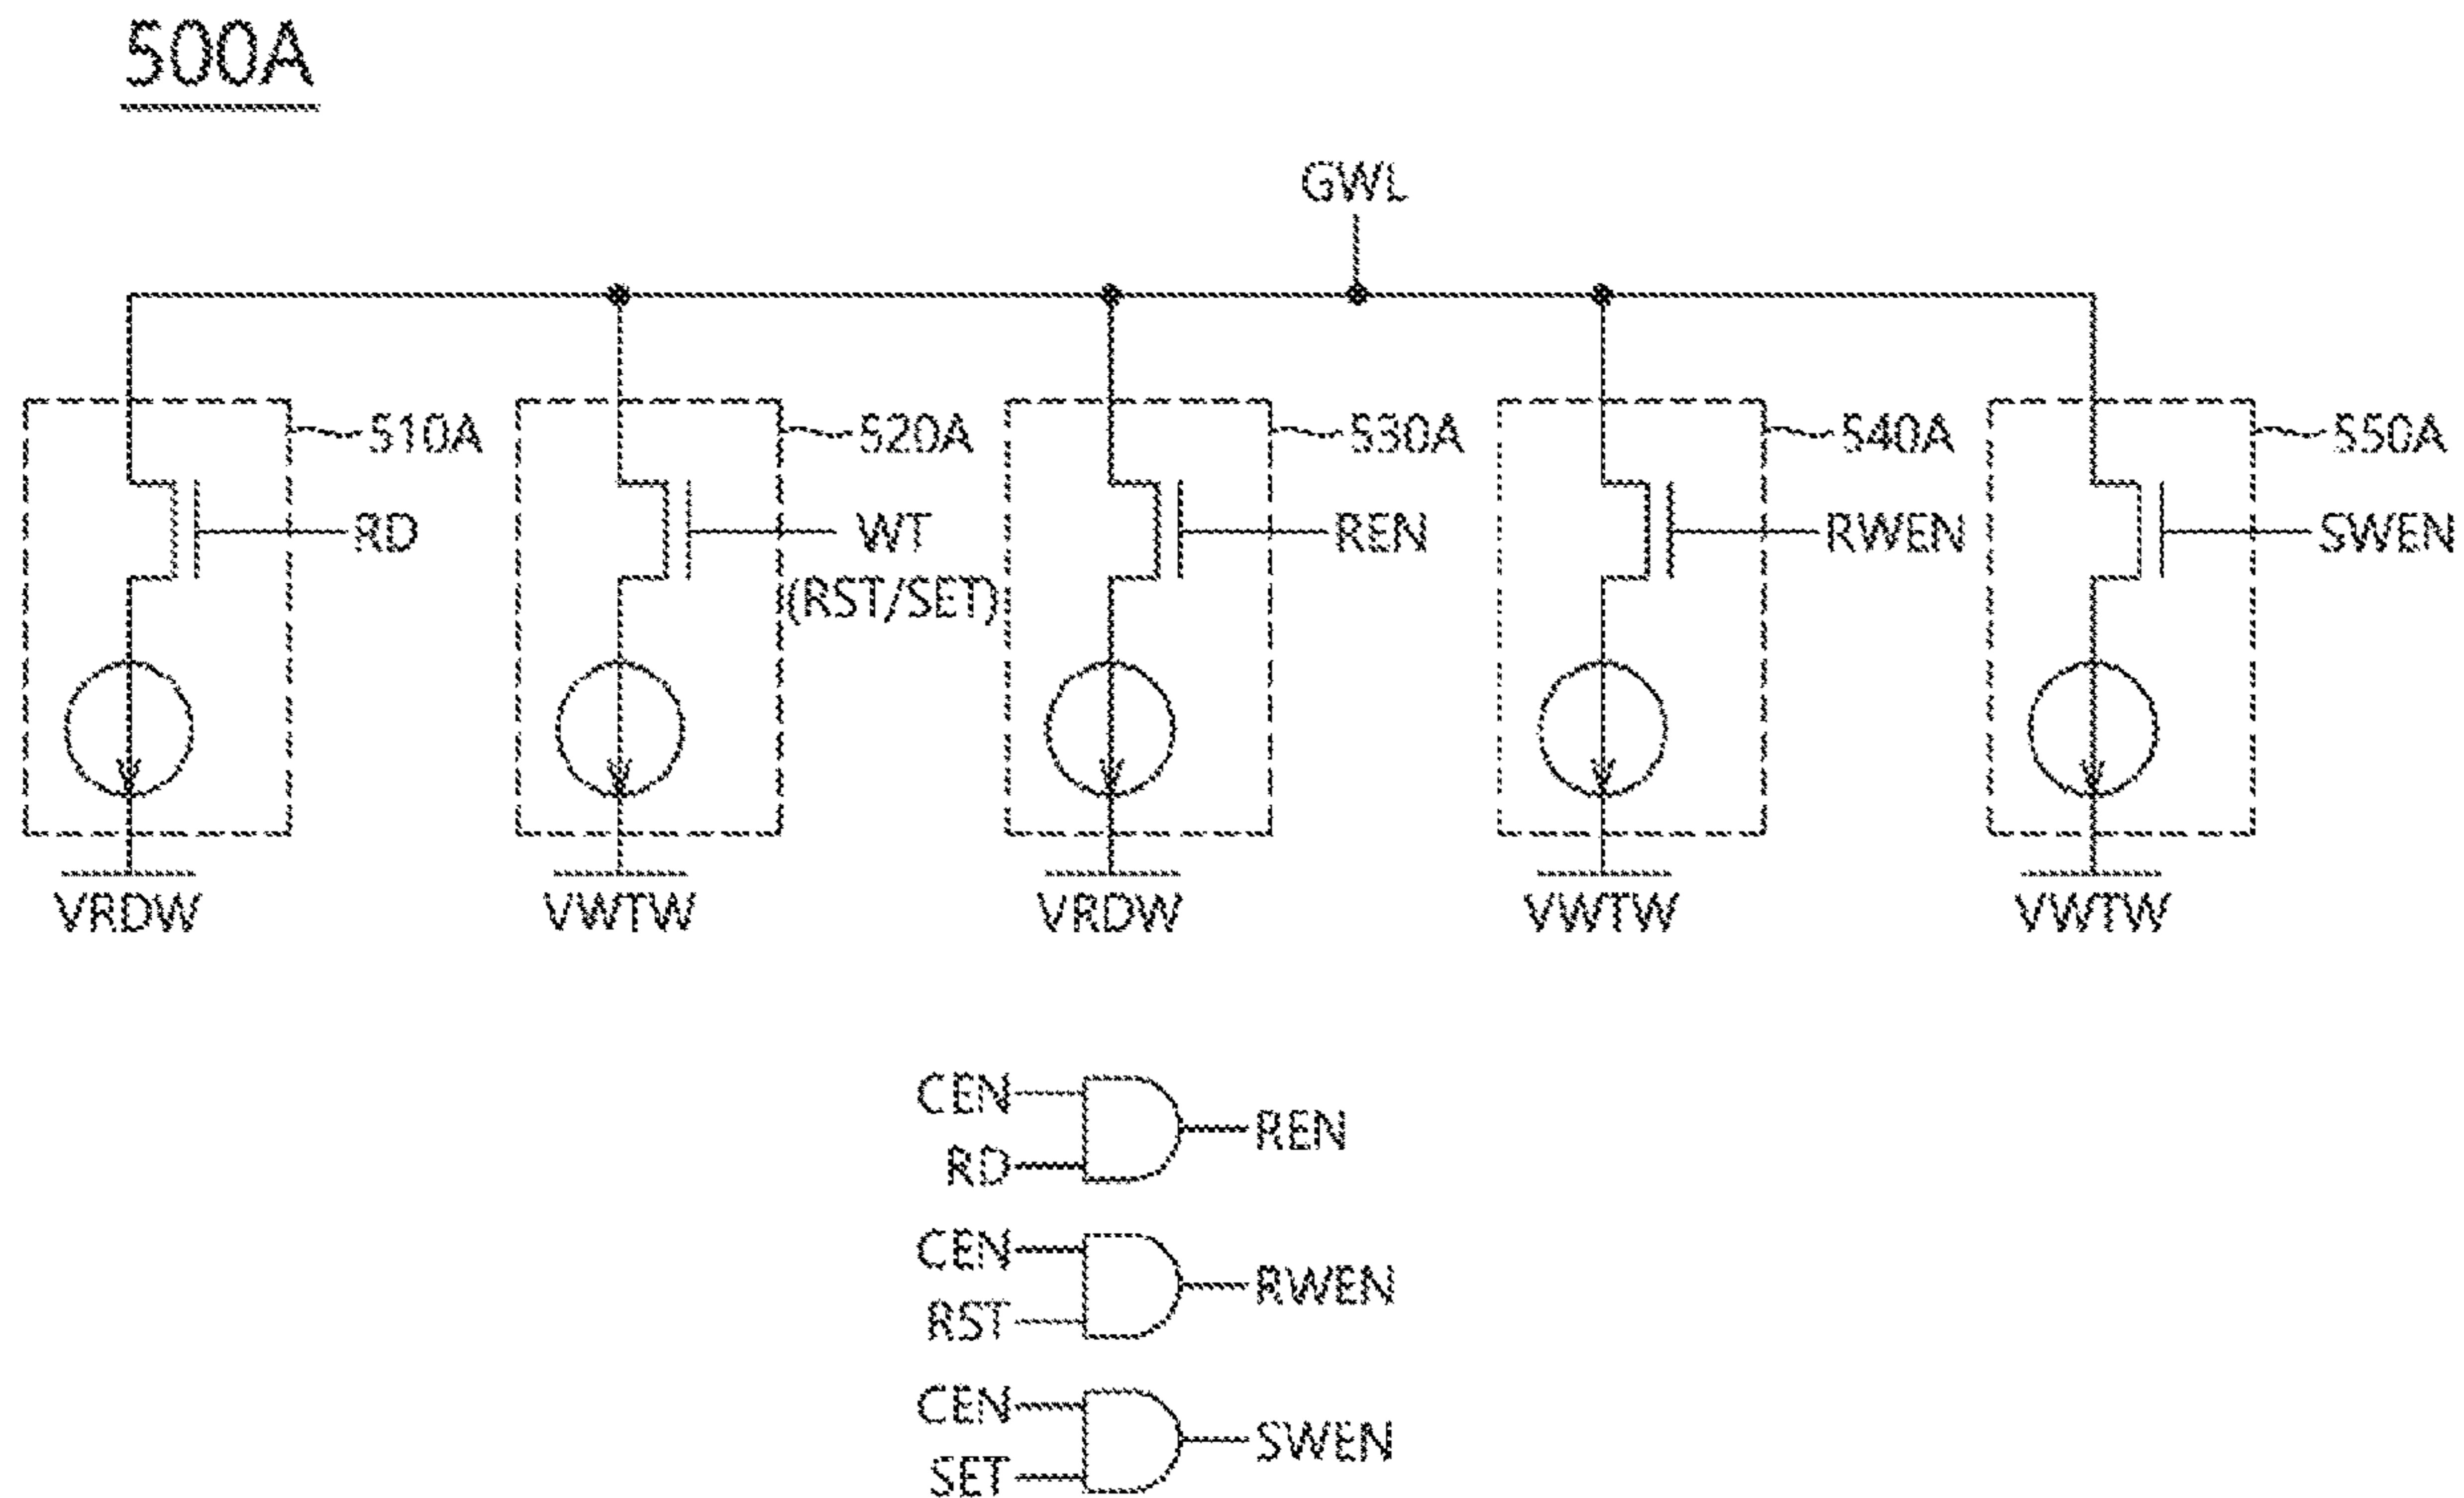 500A
GWL
510A
520A
530A
540A
550A
RD
WT
(RST/SET)
REN
RWEN
SWEN
VRDW
VWTW
VRDW
VWTW
VWTW
CEN
RD
REN
CEN
RST
RWEN
CEN
SET
SWEN